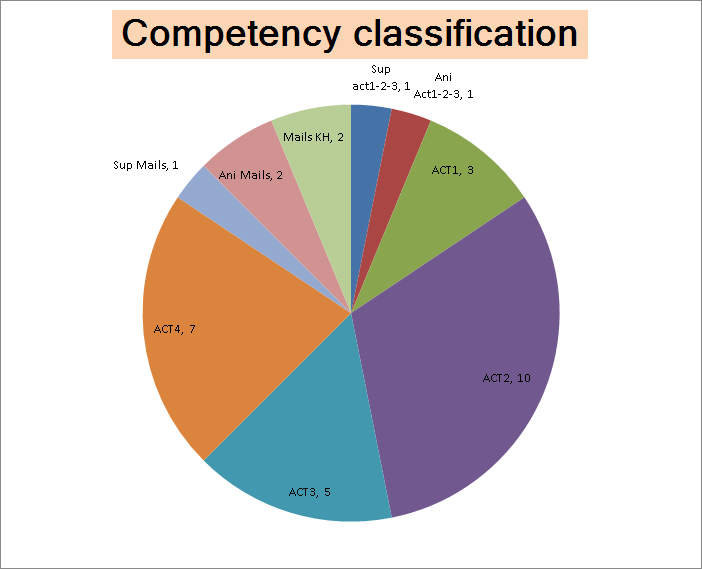 Competency classification
Sup
act1-2-3, 1
Ani
Act1-2-3, 1
Mails KH, 2
Sup Mails, 1
Ani Mails, 2
ACT1, 3
ACT4, 7
ACT2, 10
ACT3, 5